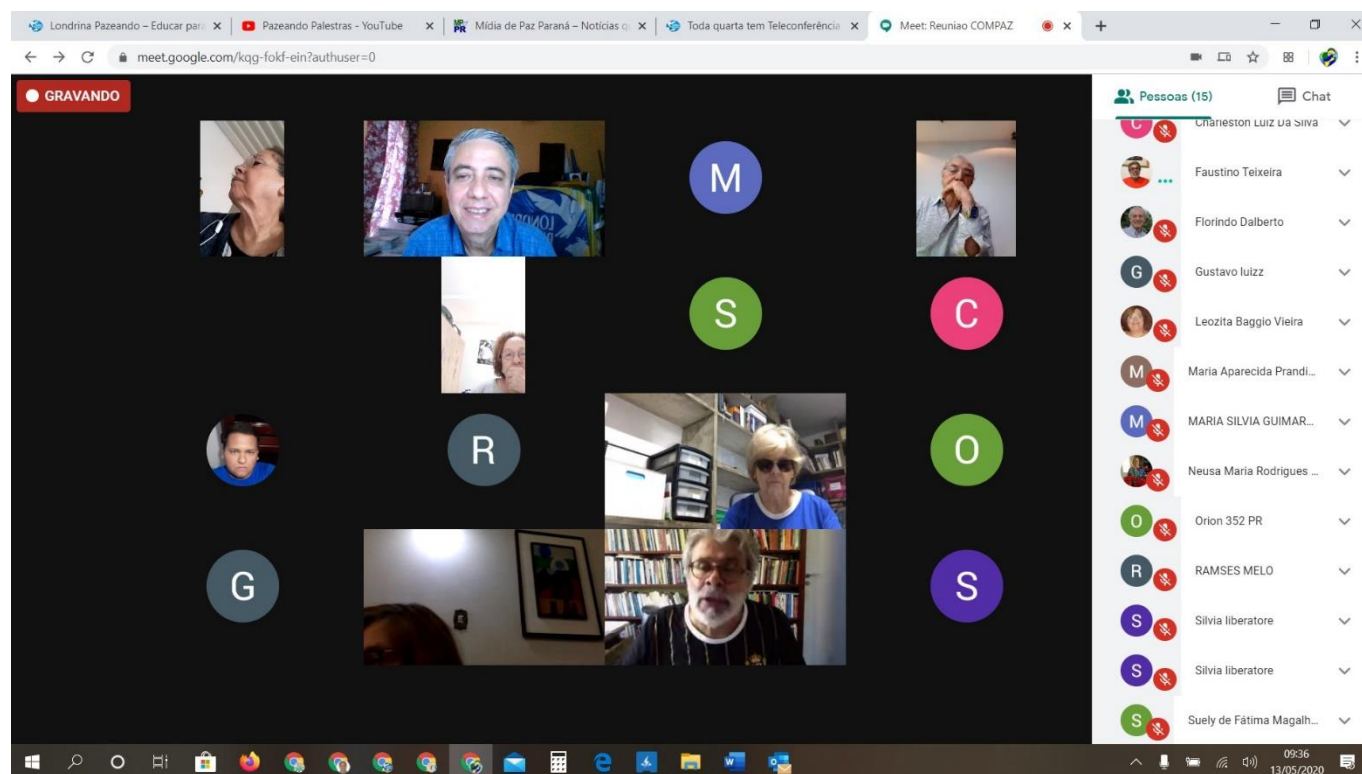 Londrina Pazeando – Educar para
Pazeando Palestras - YouTube
MP PR
Mídia de Paz Paraná – Notícias q
Toda quarta tem Teleconferência
Meet: Reuniao COMPAZ
meet.google.com/kqg-fokf-ein?authuser=0
GRAVANDO
Pessoas (15)
Chat
M
S
C
R
O
G
S
C
Charleston Luiz Da Silva
Faustino Teixeira
Florindo Dalberto
G
Gustavo luizz
Leozita Baggio Vieira
M
Maria Aparecida Prandi...
M
MARIA SILVIA GUIMAR...
Neusa Maria Rodrigues ...
O
Orion 352 PR
R
RAMSES MELO
S
Silvia liberatore
S
Silvia liberatore
S
Suely de Fátima Magalh...
09:36
13/05/2020